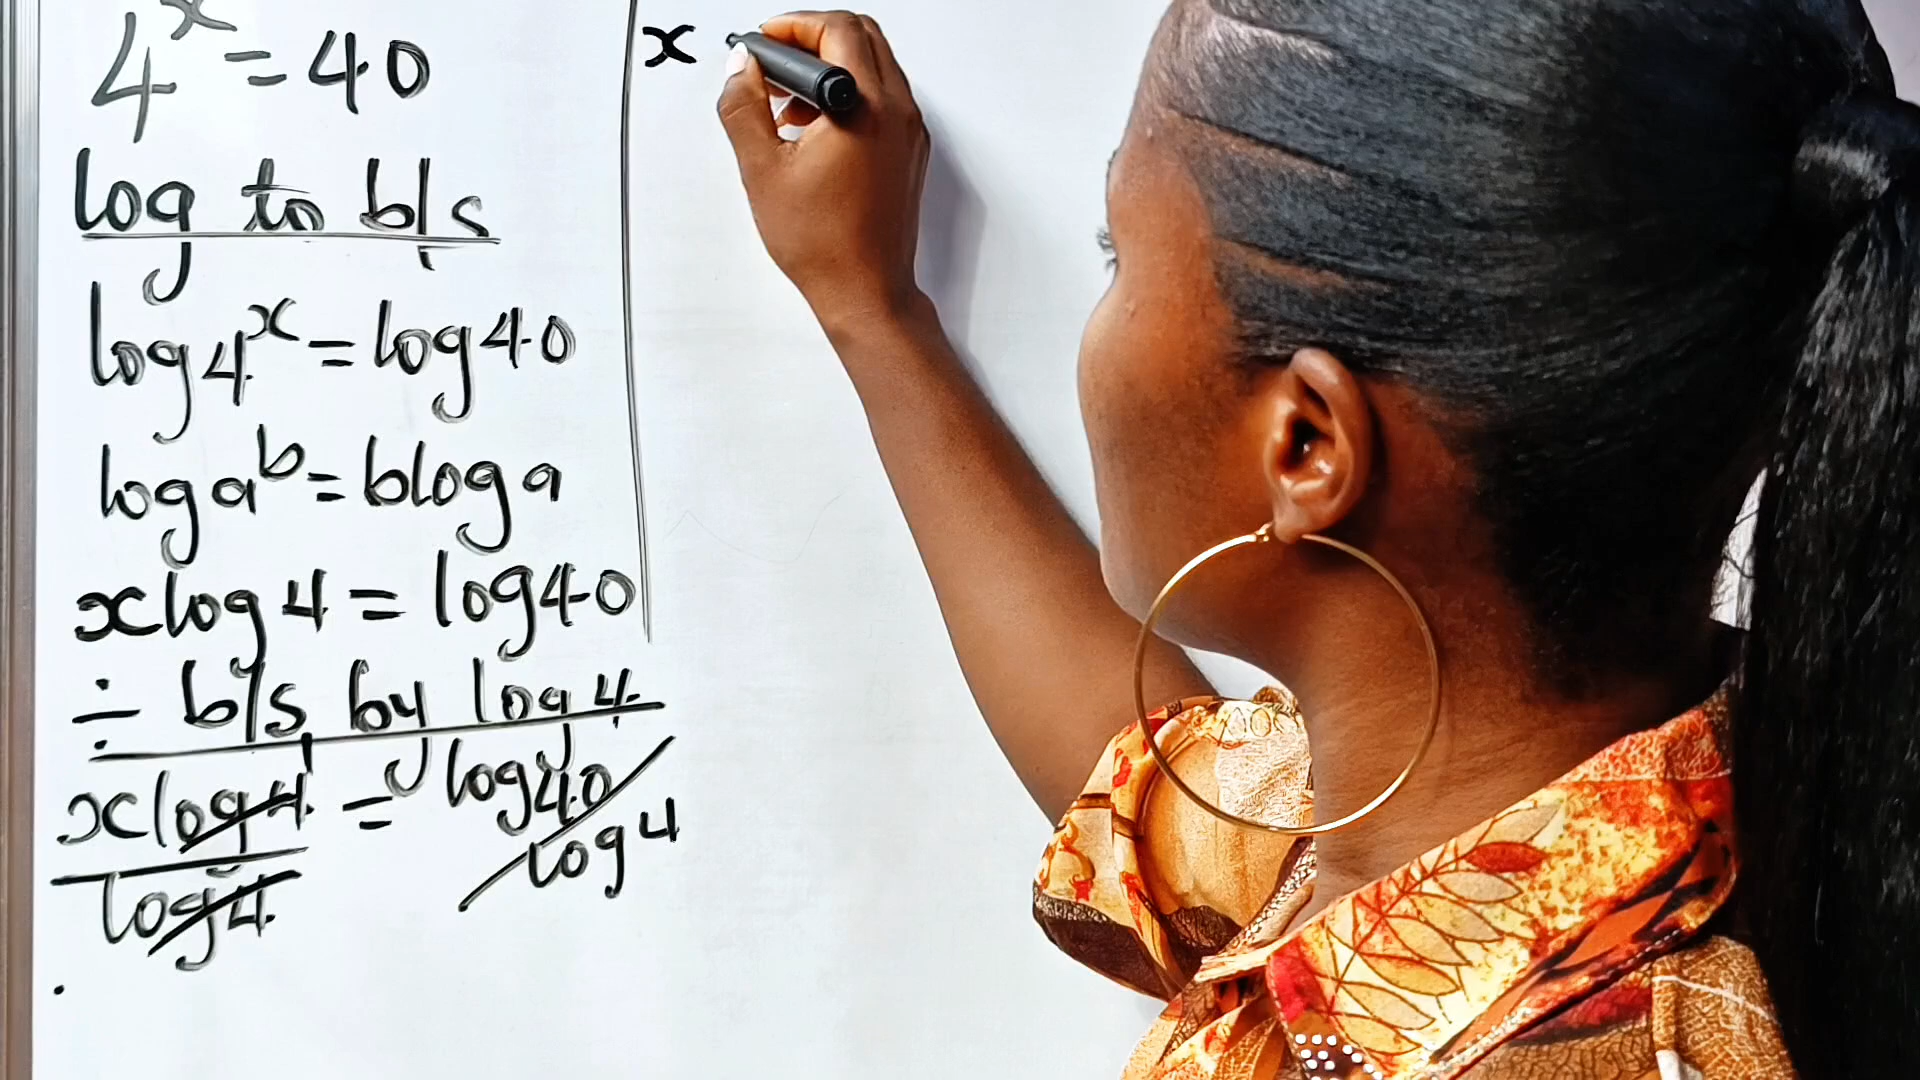 4^x = 40
log to b/s
log 4^x = log 40
log a^b = b log a
x log 4 = log 40
÷ b/s by log 4
x log 4 / log 4 = log 40 / log 4
x